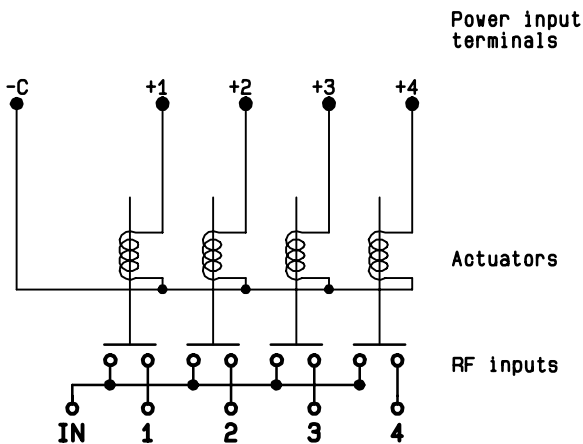 Power input
terminals
-C +1 +2 +3 +4
Actuators
RF inputs
IN 1 2 3 4